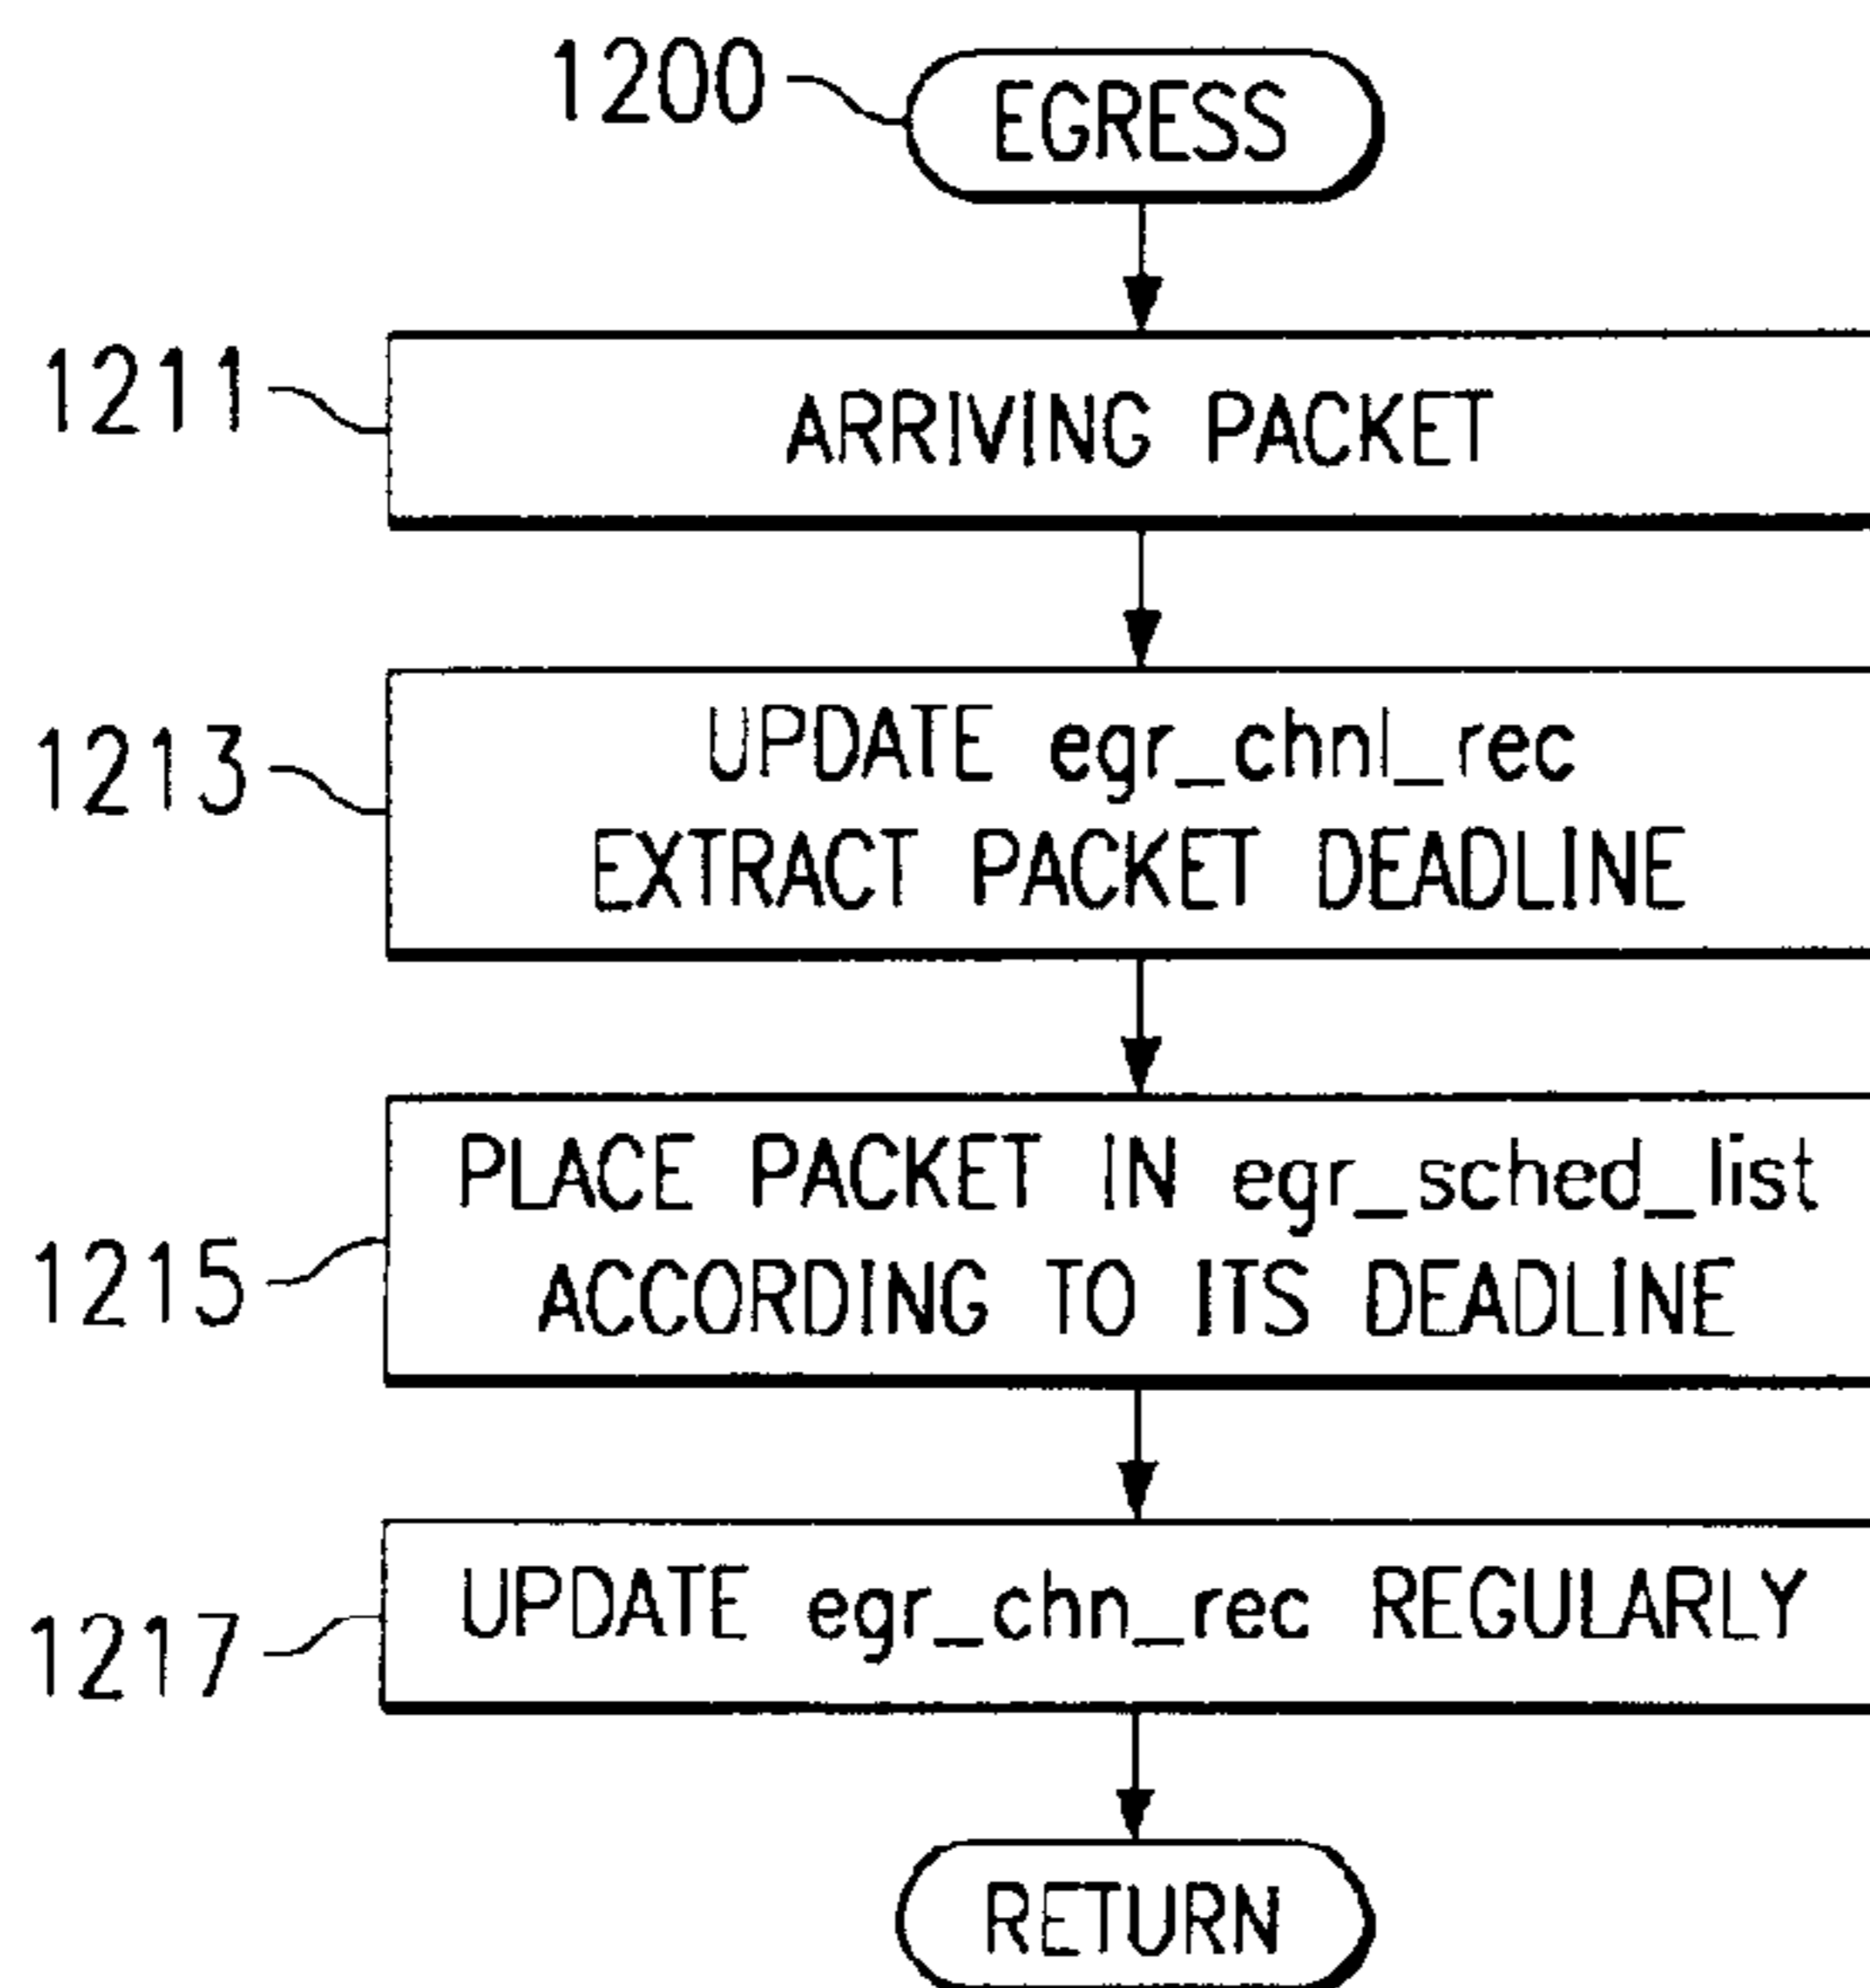 1200 EGRESS
1211 ARRIVING PACKET
UPDATE egr_chnl_rec
1213
EXTRACT PACKET DEADLINE
PLACE PACKET IN egr_sched_list
1215
ACCORDING TO ITS DEADLINE
UPDATE egr_chn_rec REGULARLY
1217
RETURN